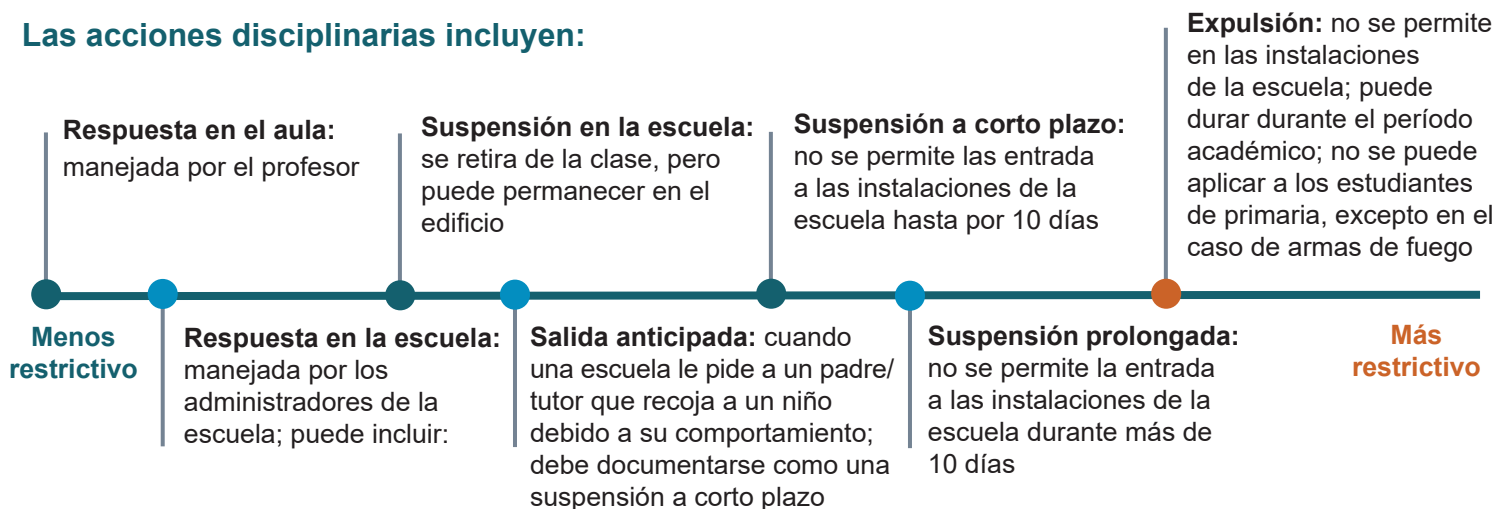 Las acciones disciplinarias incluyen:
Respuesta en el aula:
manejada por el profesor
Suspensión en la escuela:
se retira de la clase, pero
puede permanecer en el
edificio
Suspensión a corto plazo:
no se permite las entrada
a las instalaciones de la
escuela hasta por 10 días
Expulsión: no se permite
en las instalaciones
de la escuela; puede
durar durante el período
académico; no se puede
aplicar a los estudiantes
de primaria, excepto en el
caso de armas de fuego
Menos
restrictivo
Respuesta en la escuela:
manejada por los
administradores de la
escuela; puede incluir:
Salida anticipada: cuando
una escuela le pide a un padre/
tutor que recoja a un niño
debido a su comportamiento;
debe documentarse como una
suspensión a corto plazo
Suspensión prolongada:
no se permite la entrada
a las instalaciones de la
escuela durante más de
10 días
Más
restrictivo